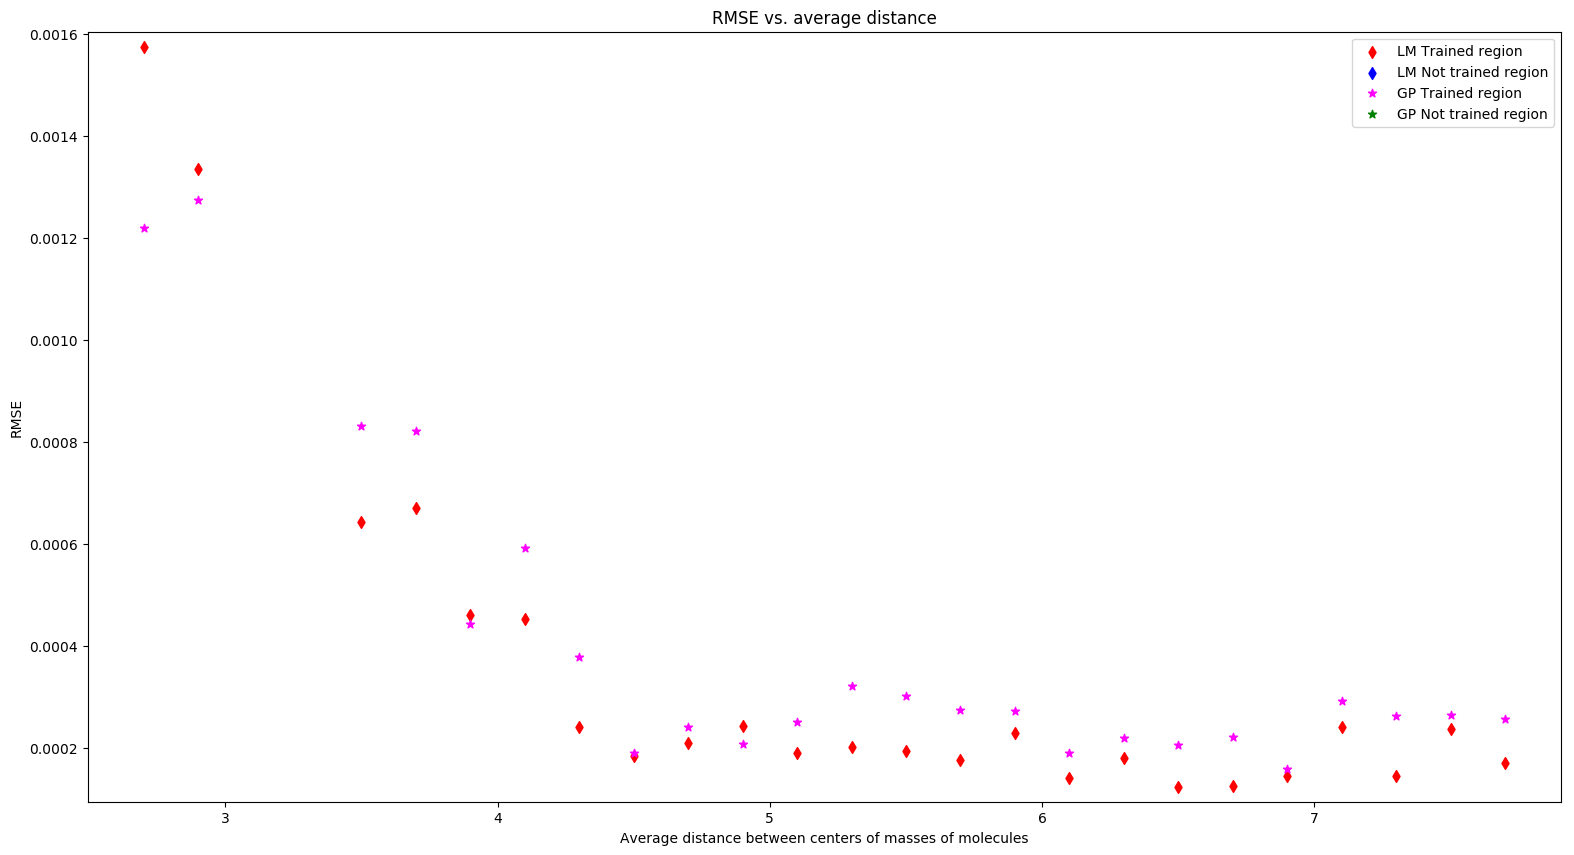 RMSE vs. average distance
LM Trained region
LM Not trained region
GP Trained region
GP Not trained region
0.0016
0.0014
0.0012
0.0010
0.0008
0.0006
0.0004
0.0002
RMSE
3 4 5 6 7
Average distance between centers of masses of molecules